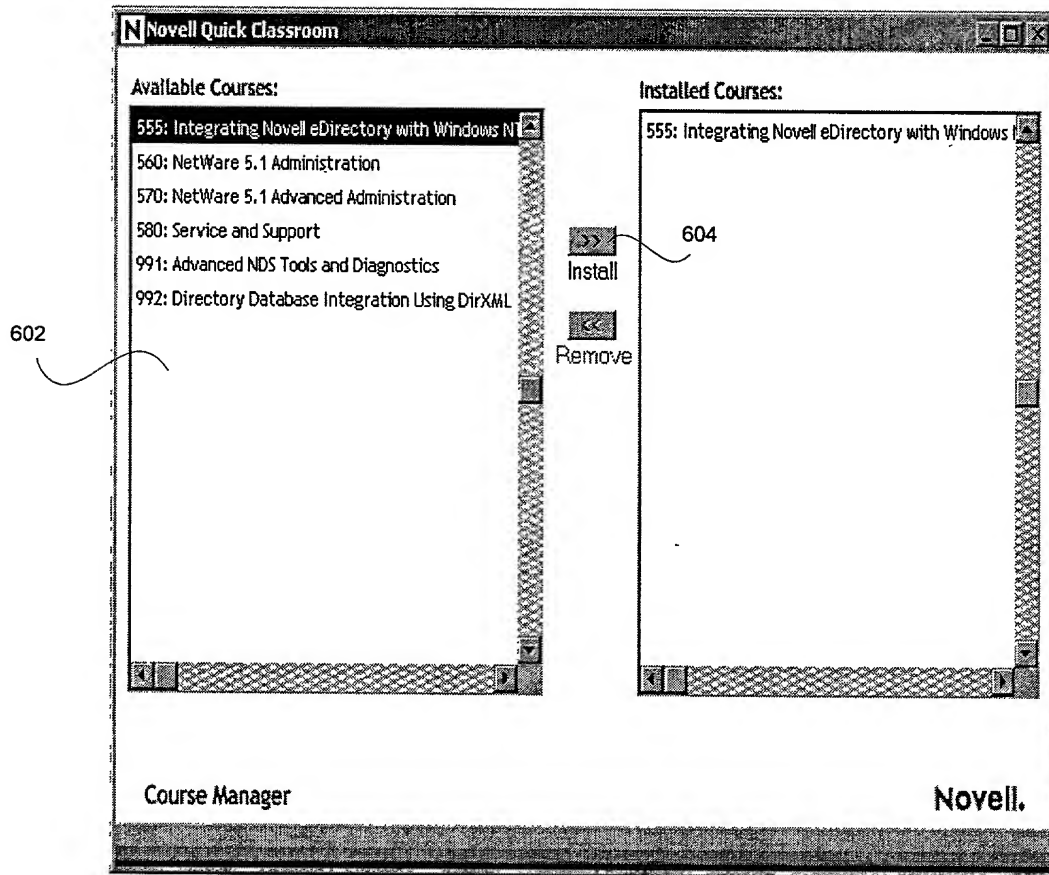 N Novell Quick Classroom
Available Courses:
555: Integrating Novell eDirectory with Windows NT
560: NetWare 5.1 Administration
570: NetWare 5.1 Advanced Administration
580: Service and Support
991: Advanced NDS Tools and Diagnostics
992: Directory Database Integration Using DirXML
602
>>
Install
604
<<
Remove
Installed Courses:
555: Integrating Novell eDirectory with Windows
Course Manager
Novell.